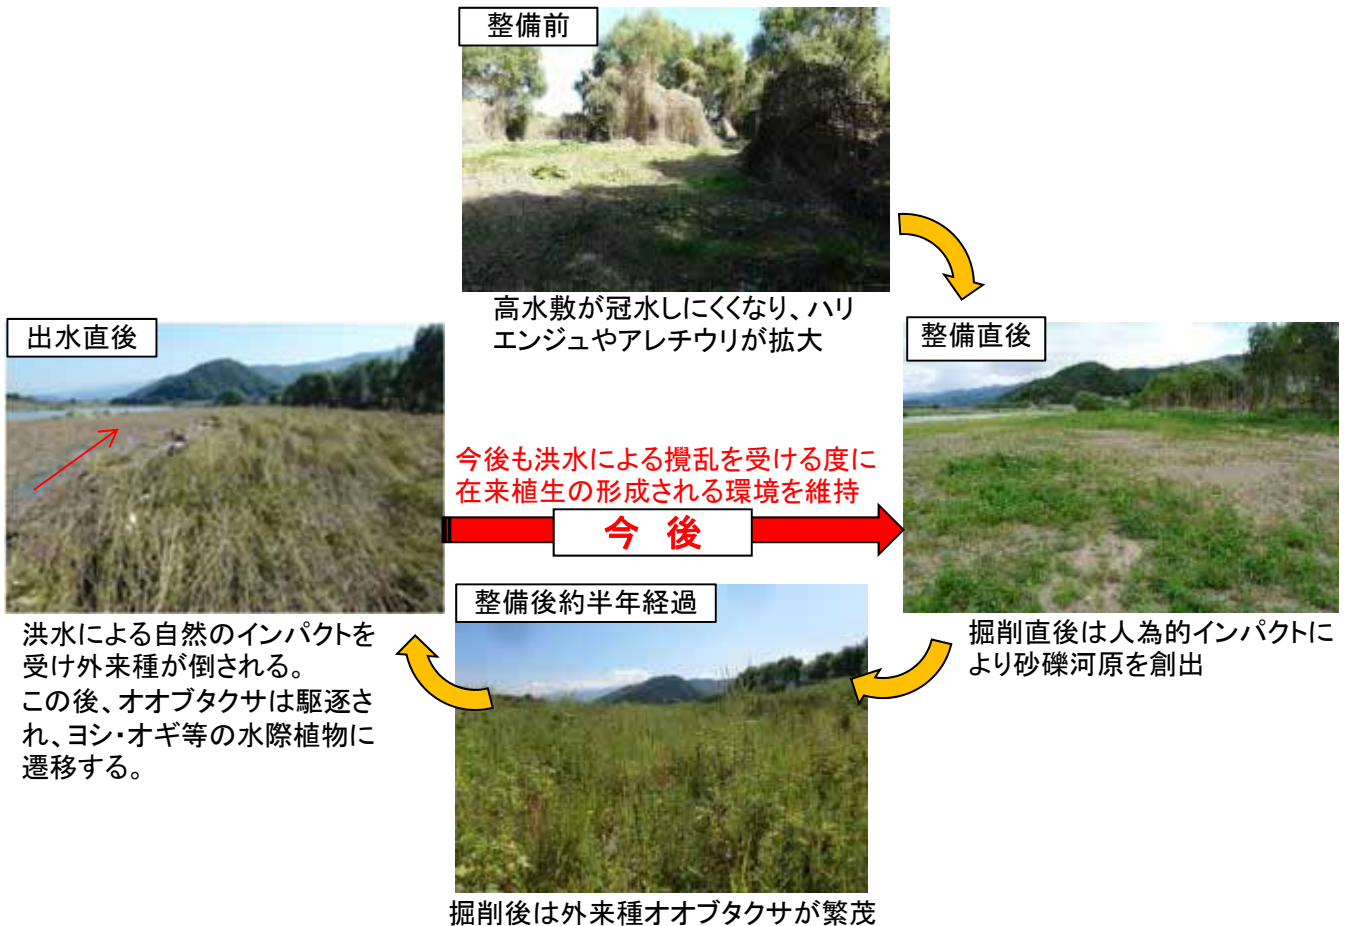 整備前
高水敷が冠水しにくくなり、ハリ
エンジュやアレチウリが拡大
出水直後
整備直後
今後も洪水による攪乱を受ける度に
在来植生の形成される環境を維持
今 後
整備後約半年経過
洪水による自然のインパクトを
受け外来種が倒される。
この後、オオブタクサは駆逐さ
れ、ヨシ・オギ等の水際植物に
遷移する。
掘削直後は人為的インパクトに
より砂礫河原を創出
掘削後は外来種オオブタクサが繁茂